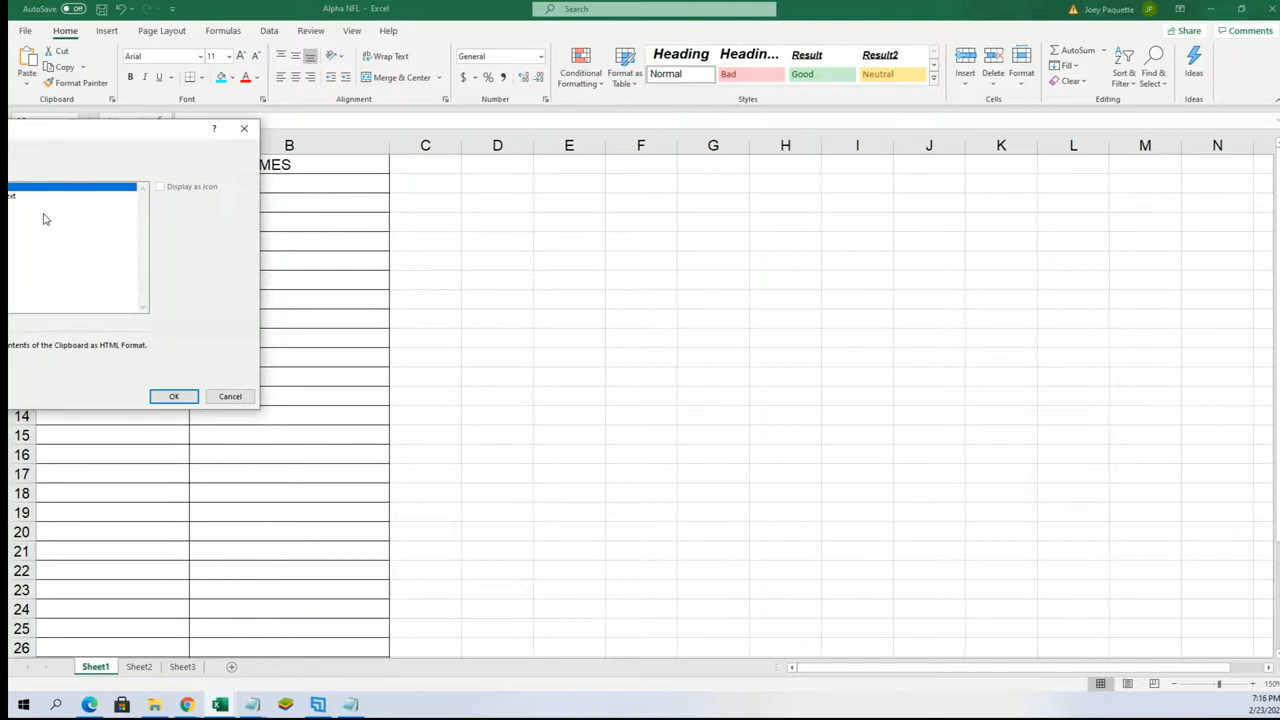 AutoSave Off Alpha NFL - Excel Search Joey Paquette JP
File Home Insert Page Layout Formulas Data Review View Help Share Comments
Cut
Copy
Format Painter
Paste
Clipboard
Arial 11
B I U
Font
Wrap Text
Merge & Center
Alignment
General
Number
Conditional Formatting
Format as Table
Heading Headin... Result Result2
Normal Bad Good Neutral
Styles
Insert Delete Format
Cells
AutoSum
Fill
Clear
Sort & Filter
Find & Select
Editing
Ideas
Ideas
? ×
B C D E F G H I J K L M N
MES
Display as icon
ext
ntents of the Clipboard as HTML Format.
OK Cancel
14
15
16
17
18
19
20
21
22
23
24
25
26
Sheet1 Sheet2 Sheet3
150%
7:16 PM
2/23/202